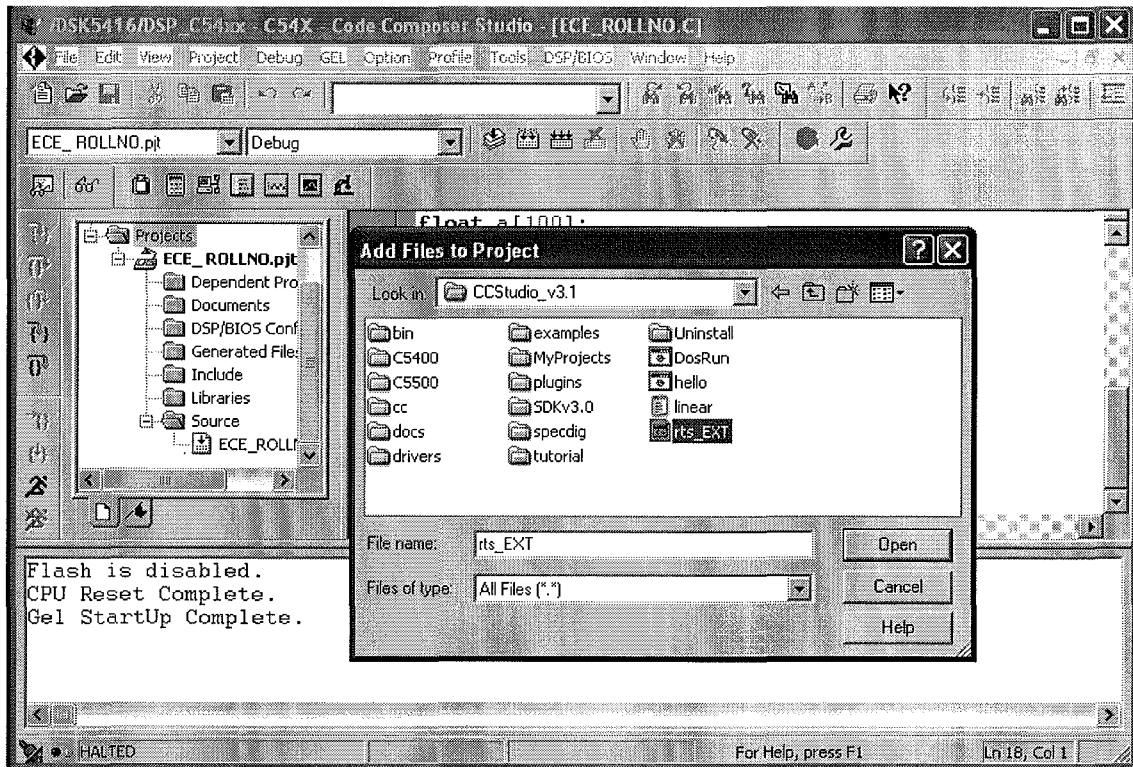 /DSK5416/DSP_C54xx - C54X - Code Composer Studio - [ECE_ROLLNO.C]
File Edit View Project Debug GEL Option Profile Tools DSP/BIOS Window Help
ECE_ ROLLNO.pjt Debug
float a[100];
Projects
ECE_ ROLLNO.pjt
Dependent Pro
Documents
DSP/BIOS Conf
Generated File
Include
Libraries
Source
ECE_ROLL
Add Files to Project
Look in: CCStudio_v3.1
bin examples Uninstall
C5400 MyProjects DosRun
C5500 plugins hello
cc SDKv3.0 linear
docs specdig rts_EXT
drivers tutorial
File name: rts_EXT Open
Files of type: All Files (*.*) Cancel
Help
Flash is disabled.
CPU Reset Complete.
Gel StartUp Complete.
HALTED For Help, press F1 Ln 18, Col 1